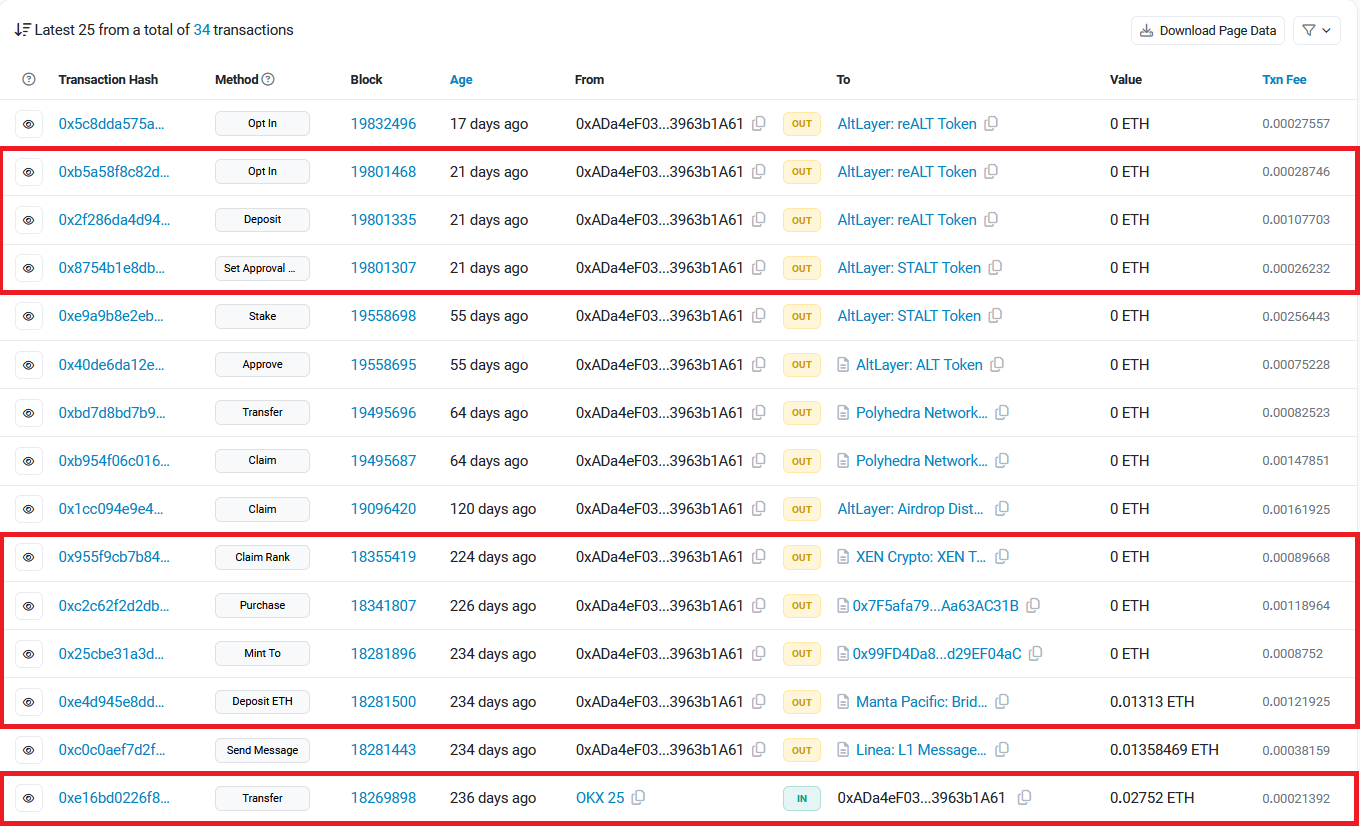 Latest 25 from a total of 34 transactions Download Page Data
Transaction Hash Method Block Age From To Value Txn Fee
0x5c8dda575a... Opt In 19832496 17 days ago 0xADa4eF03...3963b1A61 OUT AltLayer: reALT Token 0 ETH 0.00027557
0xb5a58f8c82d... Opt In 19801468 21 days ago 0xADa4eF03...3963b1A61 OUT AltLayer: reALT Token 0 ETH 0.00028746
0x2f286da4d94... Deposit 19801335 21 days ago 0xADa4eF03...3963b1A61 OUT AltLayer: reALT Token 0 ETH 0.00107703
0x8754b1e8db... Set Approval ... 19801307 21 days ago 0xADa4eF03...3963b1A61 OUT AltLayer: STALT Token 0 ETH 0.00026232
0xe9a9b8e2eb... Stake 19558698 55 days ago 0xADa4eF03...3963b1A61 OUT AltLayer: STALT Token 0 ETH 0.00256443
0x40de6da12e... Approve 19558695 55 days ago 0xADa4eF03...3963b1A61 OUT AltLayer: ALT Token 0 ETH 0.00075228
0xbd7d8bd7b9... Transfer 19495696 64 days ago 0xADa4eF03...3963b1A61 OUT Polyhedra Network... 0 ETH 0.00082523
0xb954f06c016... Claim 19495687 64 days ago 0xADa4eF03...3963b1A61 OUT Polyhedra Network... 0 ETH 0.00147851
0x1cc094e9e4... Claim 19096420 120 days ago 0xADa4eF03...3963b1A61 OUT AltLayer: Airdrop Dist... 0 ETH 0.00161925
0x955f9cb7b84... Claim Rank 18355419 224 days ago 0xADa4eF03...3963b1A61 OUT XEN Crypto: XEN T... 0 ETH 0.00089668
0xc2c62f2d2db... Purchase 18341807 226 days ago 0xADa4eF03...3963b1A61 OUT 0x7F5afa79...Aa63AC31B 0 ETH 0.00118964
0x25cbe31a3d... Mint To 18281896 234 days ago 0xADa4eF03...3963b1A61 OUT 0x99FD4Da8...d29EF04aC 0 ETH 0.0008752
0xe4d945e8dd... Deposit ETH 18281500 234 days ago 0xADa4eF03...3963b1A61 OUT Manta Pacific: Brid... 0.01313 ETH 0.00121925
0xc0c0aef7d2f... Send Message 18281443 234 days ago 0xADa4eF03...3963b1A61 OUT Linea: L1 Message... 0.01358469 ETH 0.00038159
0xe16bd0226f8... Transfer 18269898 236 days ago OKX 25 IN 0xADa4eF03...3963b1A61 0.02752 ETH 0.00021392